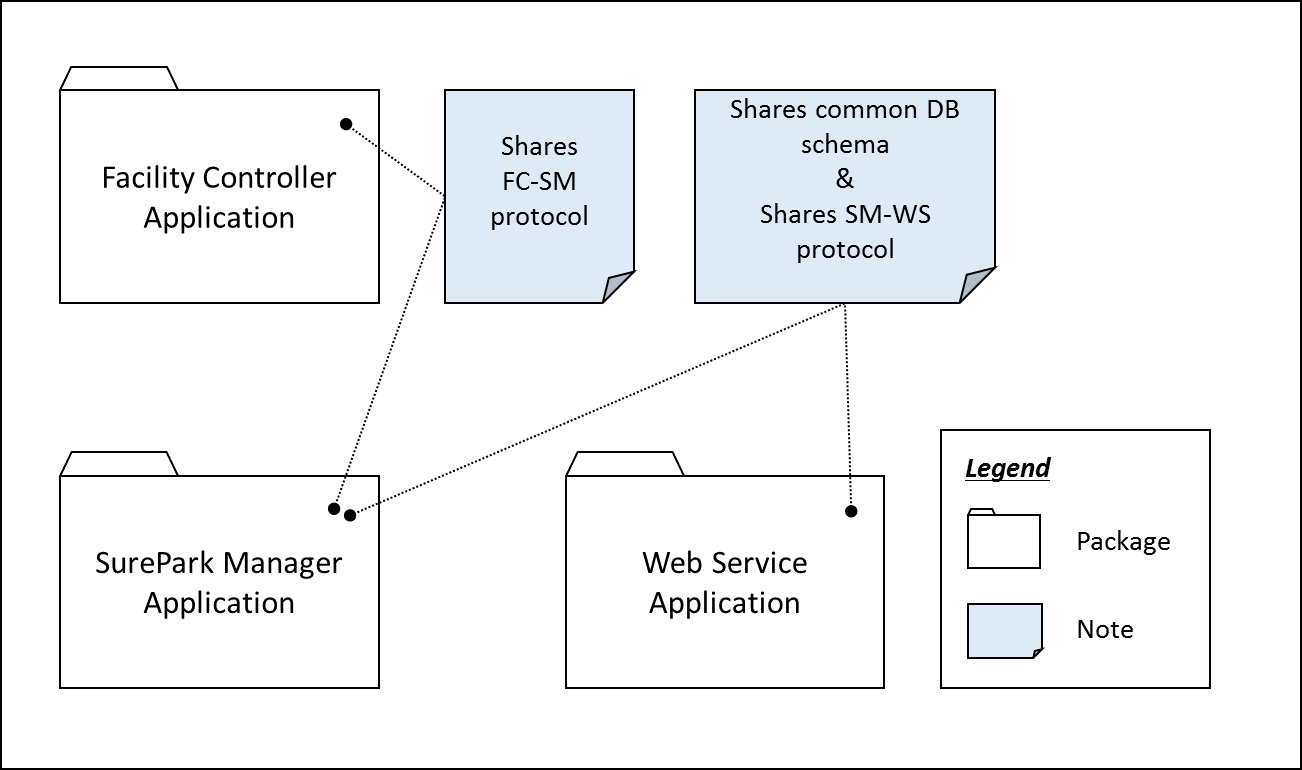 Facility Controller
Application
Shares
FC-SM
protocol
Shares common DB
schema
&
Shares SM-WS
protocol
SurePark Manager
Application
Web Service
Application
Legend
Package
Note